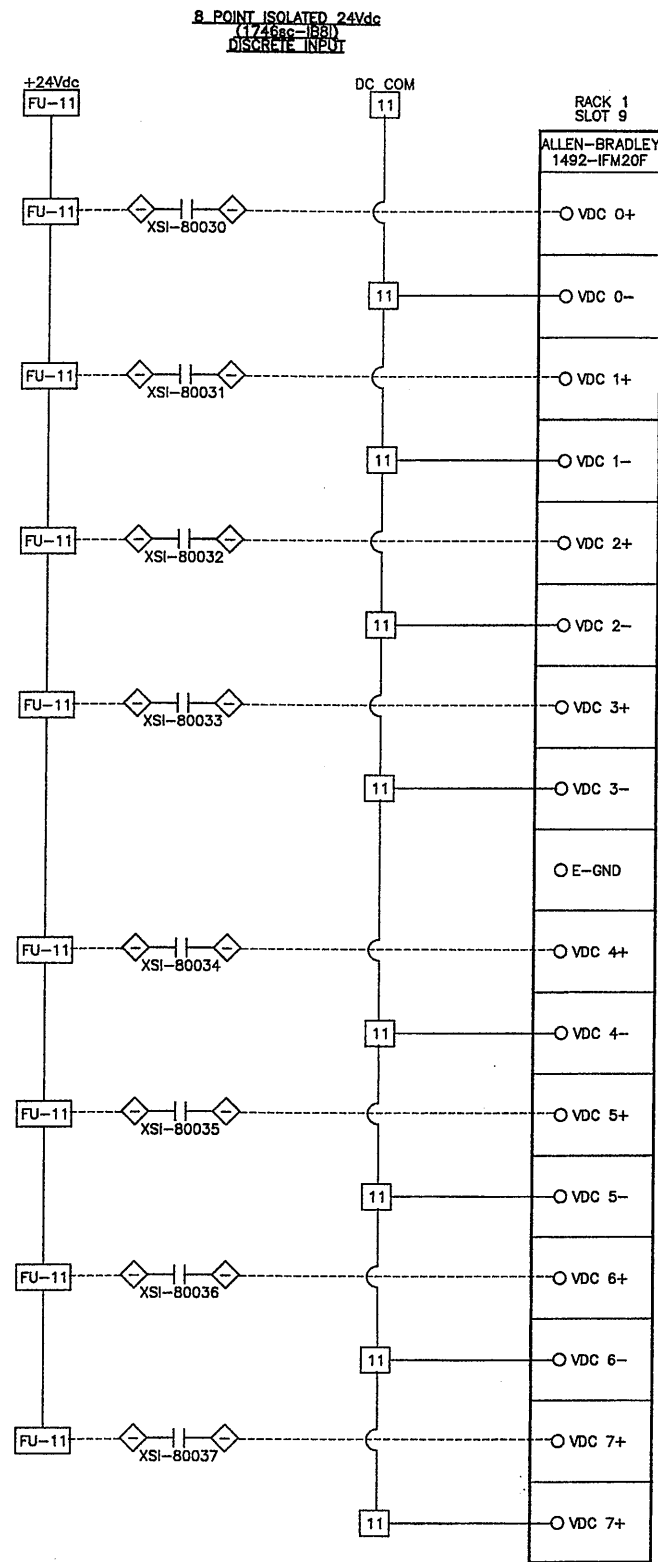 8 POINT ISOLATED 24Vdc
(1746sc-IB8I)
DISCRETE INPUT
+24Vdc
DC COM
RACK 1
SLOT 9
FU-11
11
ALLEN-BRADLEY
1492-IFM20F
FU-11
XSI-80030
VDC 0+
11
VDC 0-
FU-11
XSI-80031
VDC 1+
11
VDC 1-
FU-11
XSI-80032
VDC 2+
11
VDC 2-
FU-11
XSI-80033
VDC 3+
11
VDC 3-
E-GND
FU-11
XSI-80034
VDC 4+
11
VDC 4-
FU-11
XSI-80035
VDC 5+
11
VDC 5-
FU-11
XSI-80036
VDC 6+
11
VDC 6-
FU-11
XSI-80037
VDC 7+
11
VDC 7+